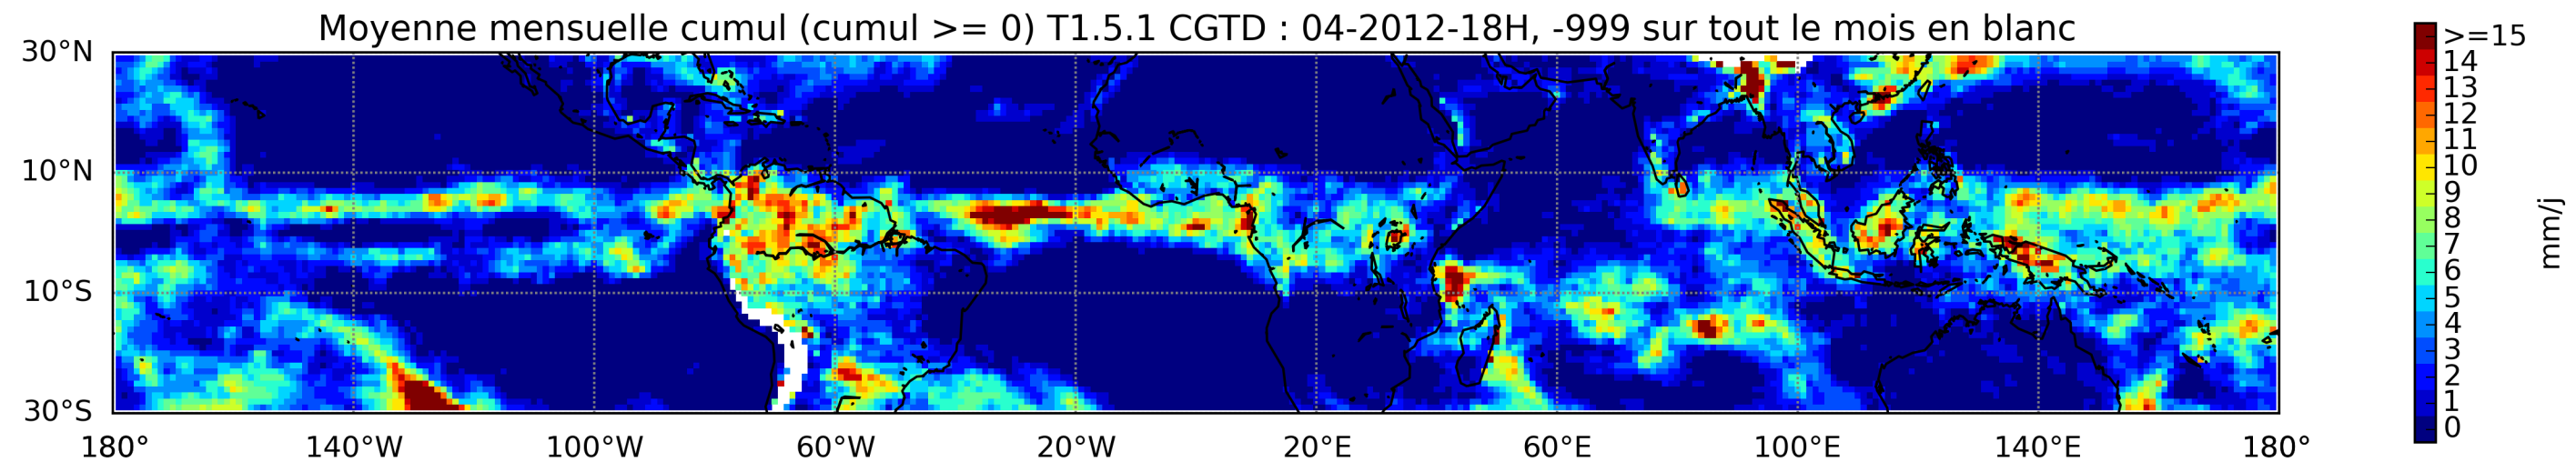 Moyenne mensuelle cumul (cumul >= 0) T1.5.1 CGTD : 04-2012-18H, -999 sur tout le mois en blanc
30°N
10°N
10°S
30°S
180° 140°W 100°W 60°W 20°W 20°E 60°E 100°E 140°E 180°
>=15
14
13
12
11
10
9
8
7
6
5
4
3
2
1
0
mm/j